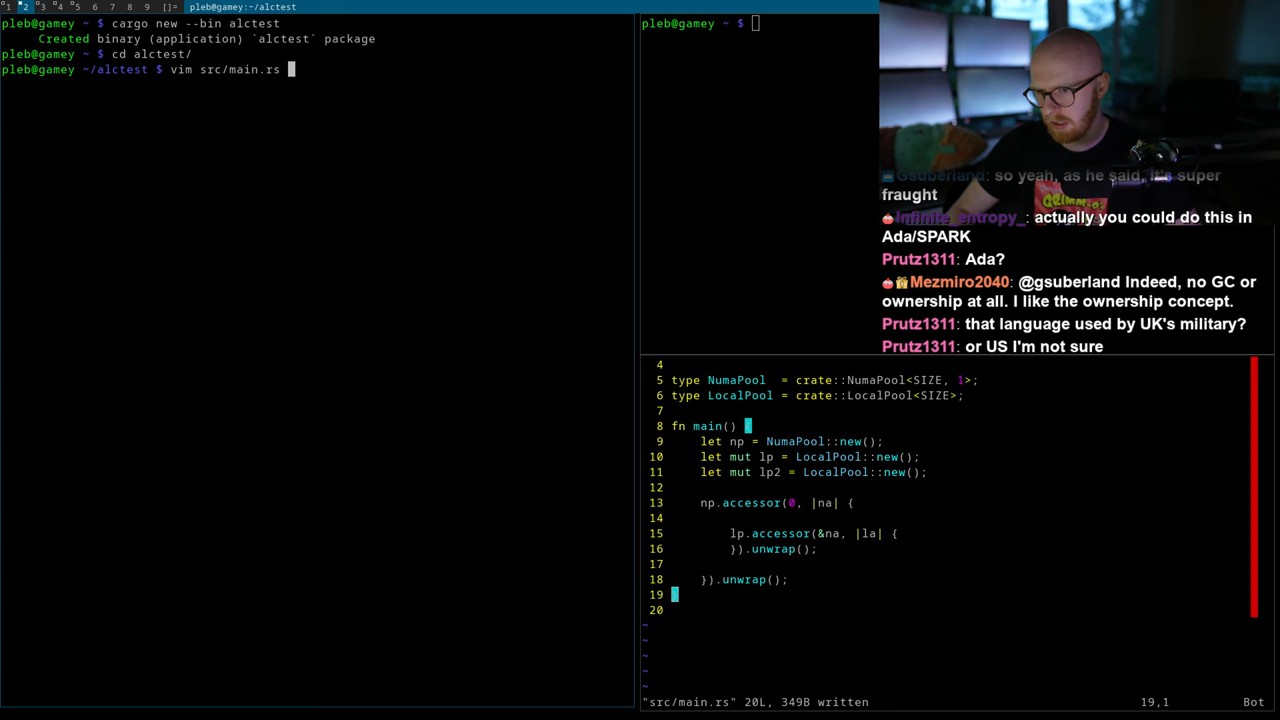 1 2 3 4 5 6 7 8 9 []= pleb@gamey:~/alctest
pleb@gamey ~ $ cargo new --bin alctest
Created binary (application) `alctest` package
pleb@gamey ~ $ cd alctest/
pleb@gamey ~/alctest $ vim src/main.rs
pleb@gamey ~ $
Gsuberland: so yeah, as he said, it's super
fraught
Infinite_entropy_: actually you could do this in
Ada/SPARK
Prutz1311: Ada?
Mezmiro2040: @gsuberland Indeed, no GC or
ownership at all. I like the ownership concept.
Prutz1311: that language used by UK's military?
Prutz1311: or US I'm not sure
4
5 type NumaPool = crate::NumaPool<SIZE, 1>;
6 type LocalPool = crate::LocalPool<SIZE>;
7
8 fn main() {
9 let np = NumaPool::new();
10 let mut lp = LocalPool::new();
11 let mut lp2 = LocalPool::new();
12
13 np.accessor(0, |na| {
14
15 lp.accessor(&na, |la| {
16 }).unwrap();
17
18 }).unwrap();
19 }
20
~
~
~
~
~
"src/main.rs" 20L, 349B written 19,1 Bot